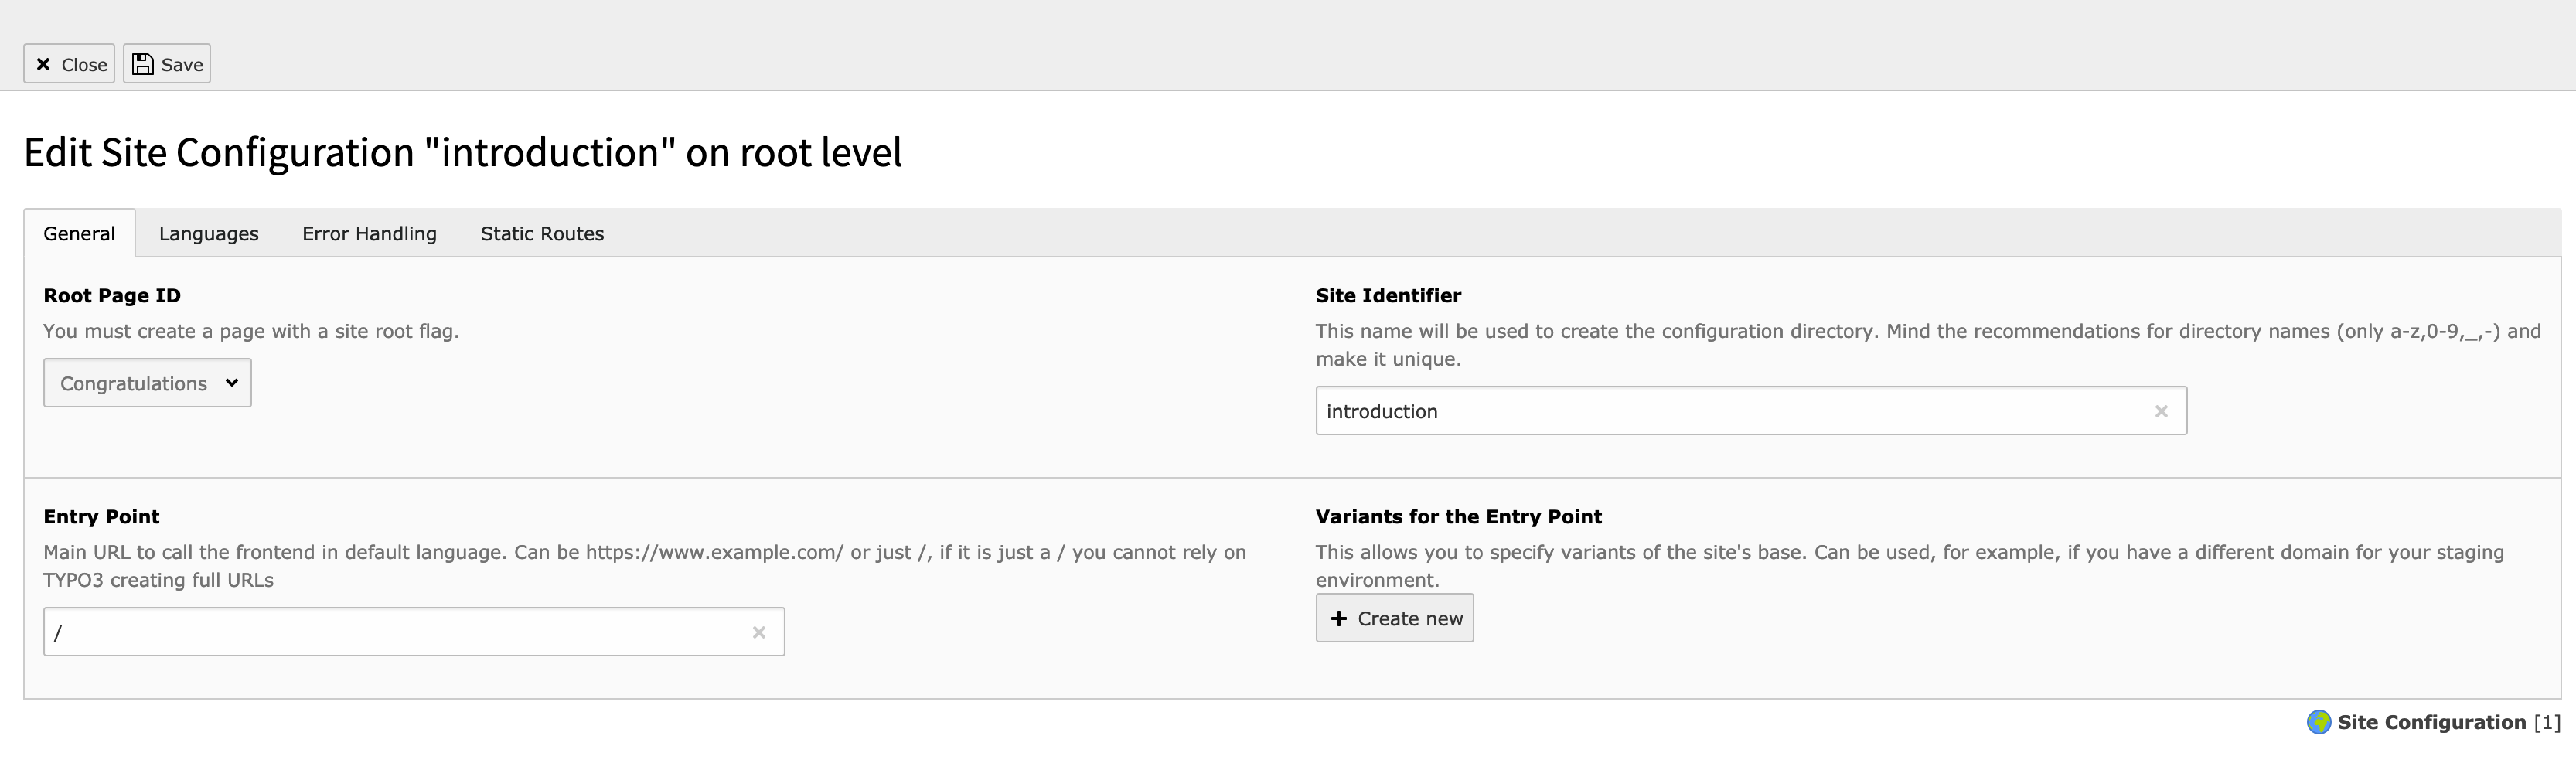 Close Save
Edit Site Configuration "introduction" on root level
General Languages Error Handling Static Routes
Root Page ID
You must create a page with a site root flag.
Congratulations
Site Identifier
This name will be used to create the configuration directory. Mind the recommendations for directory names (only a-z,0-9,_,-) and
make it unique.
introduction
Entry Point
Main URL to call the frontend in default language. Can be https://www.example.com/ or just /, if it is just a / you cannot rely on
TYPO3 creating full URLs
/
Variants for the Entry Point
This allows you to specify variants of the site's base. Can be used, for example, if you have a different domain for your staging
environment.
Create new
Site Configuration [1]